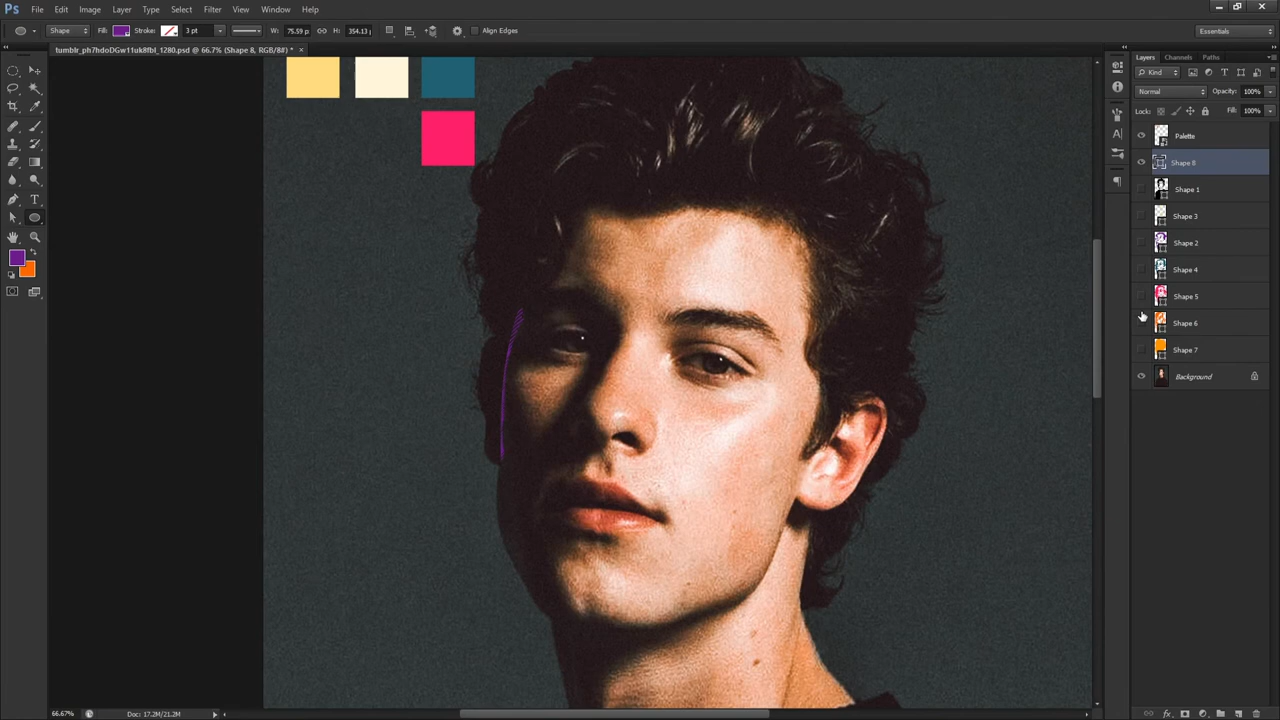 Ps File Edit Image Layer Type Select Filter View Window Help
Shape Fill: Stroke: 3 pt W: 75.59 p H: 354.13 Align Edges Essentials
tumblr_ph7hdoDGw11uk8fbl_1280.psd @ 66.7% (Shape 8, RGB/8#) * ×
Layers Channels Paths
Kind
Normal Opacity: 100%
Lock: Fill: 100%
Palette
Shape 8
Shape 1
Shape 3
Shape 2
Shape 4
Shape 5
Shape 6
Shape 7
Background
66.67% Doc: 17.2M/21.2M